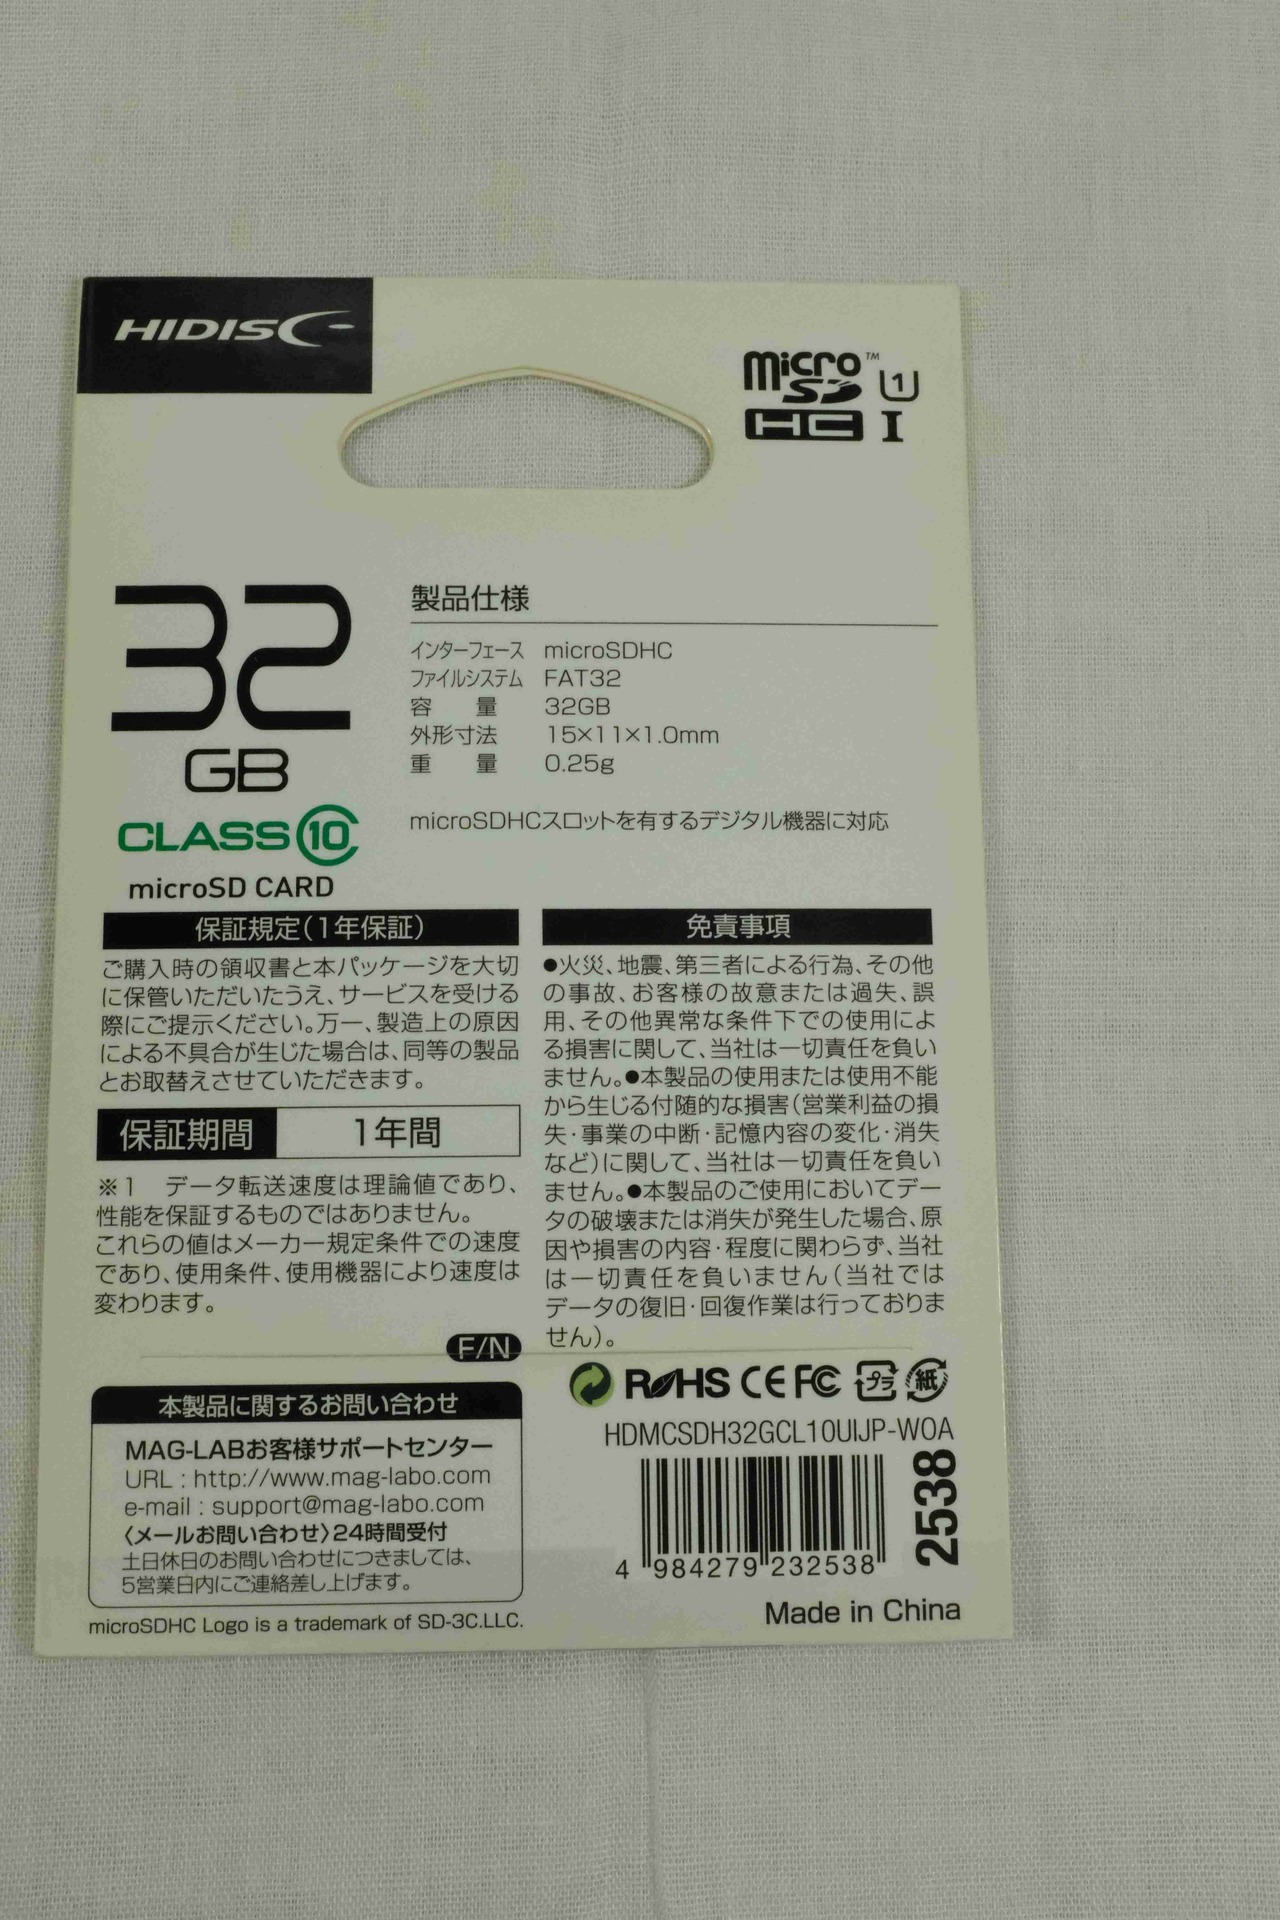 HIDISC
micro SD HC I U1 ™
32
GB
CLASS 10
microSD CARD
製品仕様
インターフェース microSDHC
ファイルシステム FAT32
容量 32GB
外形寸法 15×11×1.0mm
重量 0.25g
microSDHCスロットを有するデジタル機器に対応
保証規定(1年保証)
ご購入時の領収書と本パッケージを大切
に保管いただいたうえ、サービスを受ける
際にご提示ください。万一、製造上の原因
による不具合が生じた場合は、同等の製品
とお取替えさせていただきます。
保証期間 1年間
※1 データ転送速度は理論値であり、
性能を保証するものではありません。
これらの値はメーカー規定条件での速度
であり、使用条件、使用機器により速度は
変わります。
F/N
免責事項
●火災、地震、第三者による行為、その他
の事故、お客様の故意または過失、誤
用、その他異常な条件下での使用によ
る損害に関して、当社は一切責任を負い
ません。●本製品の使用または使用不能
から生じる付随的な損害(営業利益の損
失・事業の中断・記憶内容の変化・消失
など)に関して、当社は一切責任を負い
ません。●本製品のご使用においてデー
タの破壊または消失が発生した場合、原
因や損害の内容・程度に関わらず、当社
は一切責任を負いません(当社では
データの復旧・回復作業は行っておりま
せん)。
本製品に関するお問い合わせ
MAG-LABお客様サポートセンター
URL : http://www.mag-labo.com
e-mail : support@mag-labo.com
〈メールお問い合わせ〉24時間受付
土日休日のお問い合わせにつきましては、
5営業日内にご連絡差し上げます。
microSDHC Logo is a trademark of SD-3C.LLC.
RoHS CE FC プラ 紙
HDMCSDH32GCL10UIJP-WOA
4 984279 232538
2538
Made in China